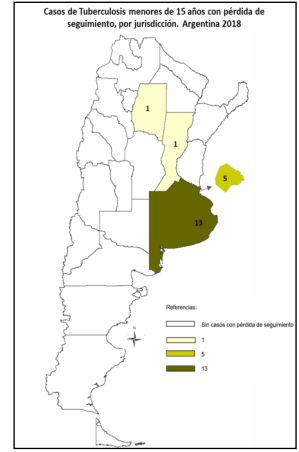 Casos de Tuberculosis menores de 15 años con pérdida de
seguimiento, por jurisdicción. Argentina 2018
1
1
5
13
N
Referencias:
Sin casos con pérdida de seguimiento
1
5
13